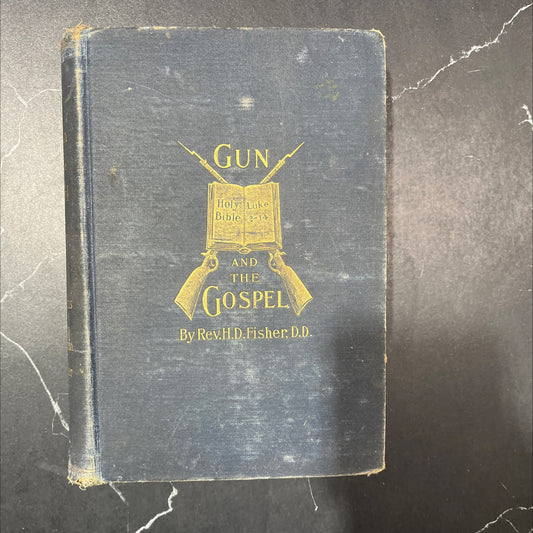 GUN
Holy Luke
Bible 3-14
AND
THE
GOSPEL
By Rev. H. D. Fisher, D.D.